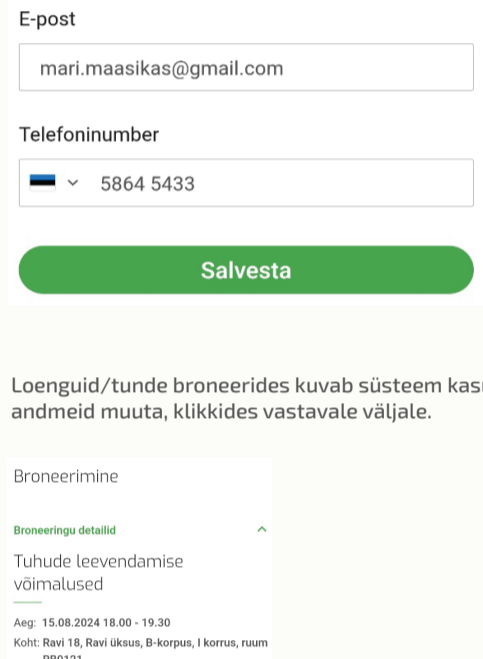 E-post
mari.maasikas@gmail.com
Telefoninumber
5864 5433
Salvesta
Loenguid/tunde broneerides kuvab süsteem
andmeid muuta, klikkides vastavale väljale.
Broneerimine
Broneeringu detailid
Tuhude leevendamise
võimalused
Aeg: 15.08.2024 18.00 - 19.30
Koht: Ravi 18, Ravi üksus, B-korpus, I korrus, ruum